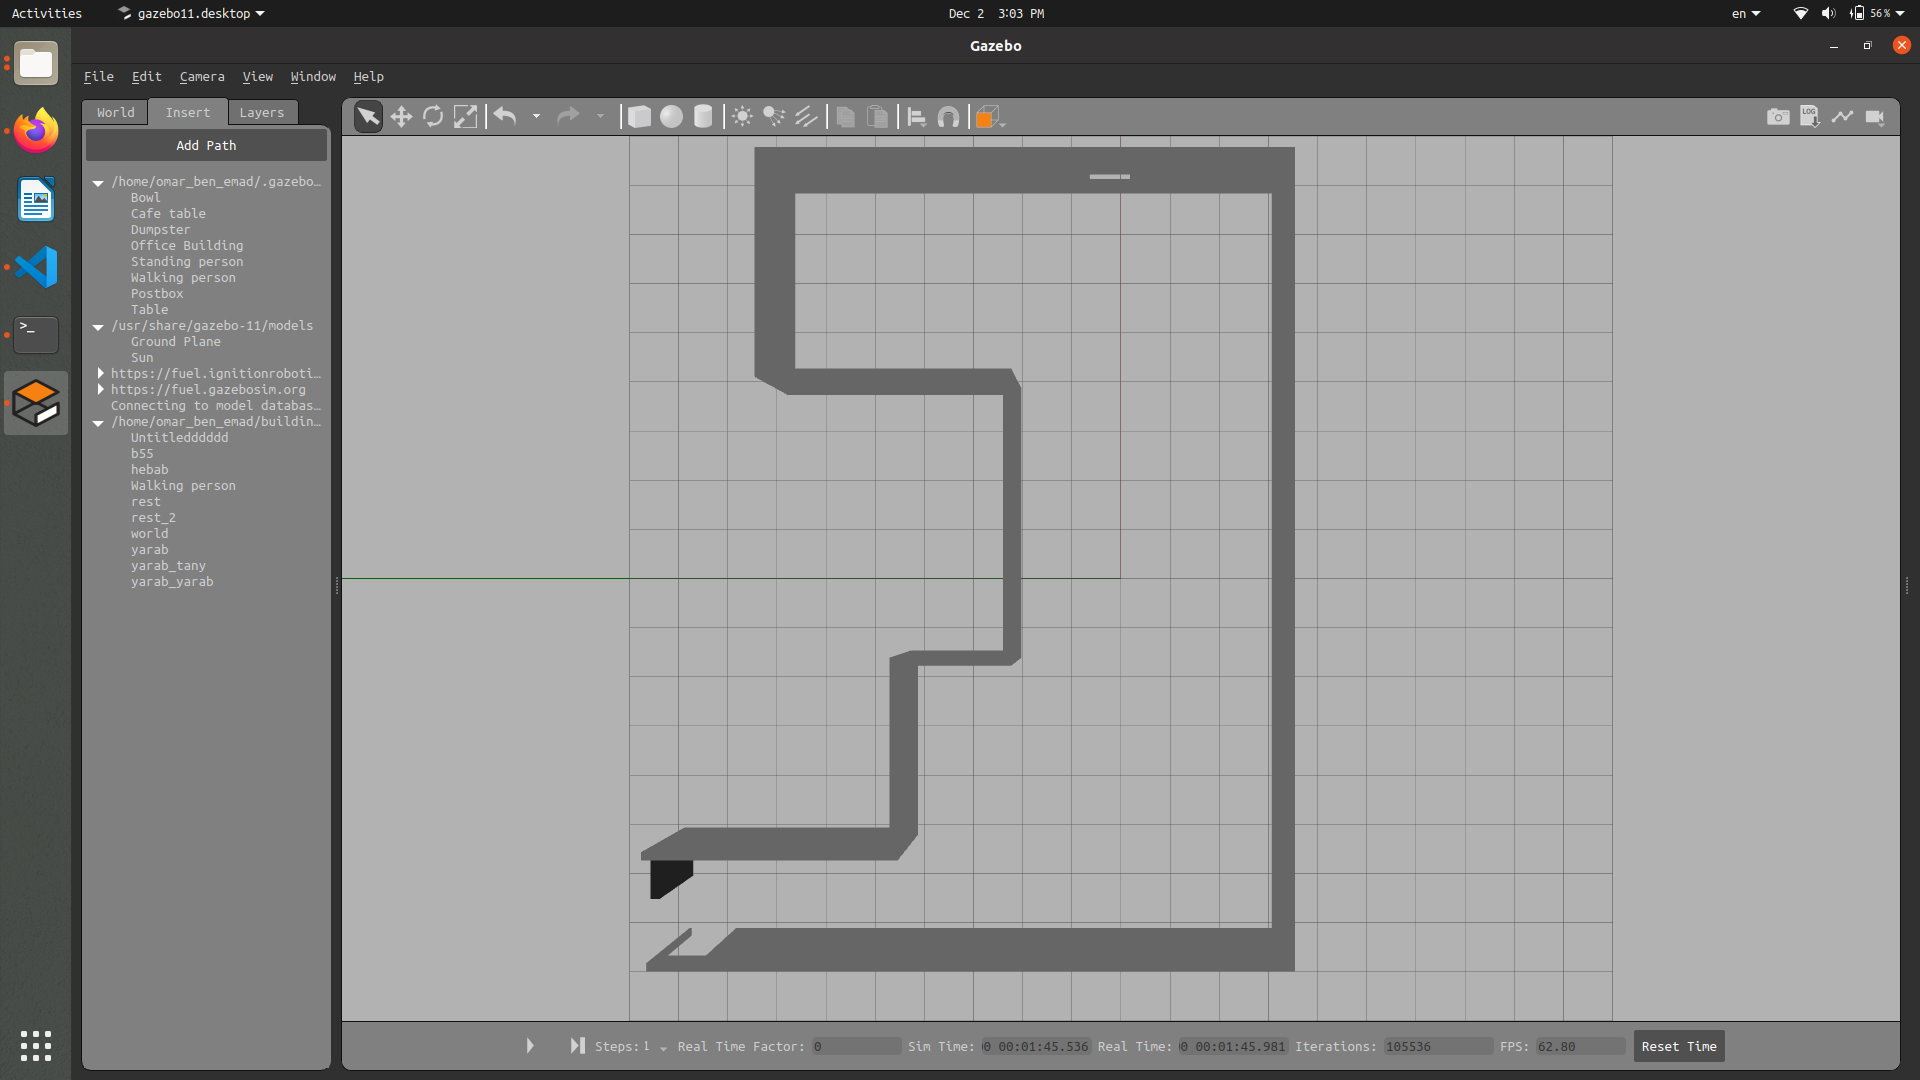 Activities
gazebo11.desktop
Dec 2 3:03 PM
en
56%
Gazebo
File Edit Camera View Window Help
World Insert Layers
Add Path
/home/omar_ben_emad/.gazebo...
Bowl
Cafe table
Dumpster
Office Building
Standing person
Walking person
Postbox
Table
/usr/share/gazebo-11/models
Ground Plane
Sun
https://fuel.ignitionroboti...
https://fuel.gazebosim.org
Connecting to model databas...
/home/omar_ben_emad/buildin...
Untitledddddd
b55
hebab
Walking person
rest
rest_2
world
yarab
yarab_tany
yarab_yarab
LOG
Steps: 1 Real Time Factor: 0 Sim Time: 00 00:01:45.536 Real Time: 00 00:01:45.981 Iterations: 105536 FPS: 62.80 Reset Time